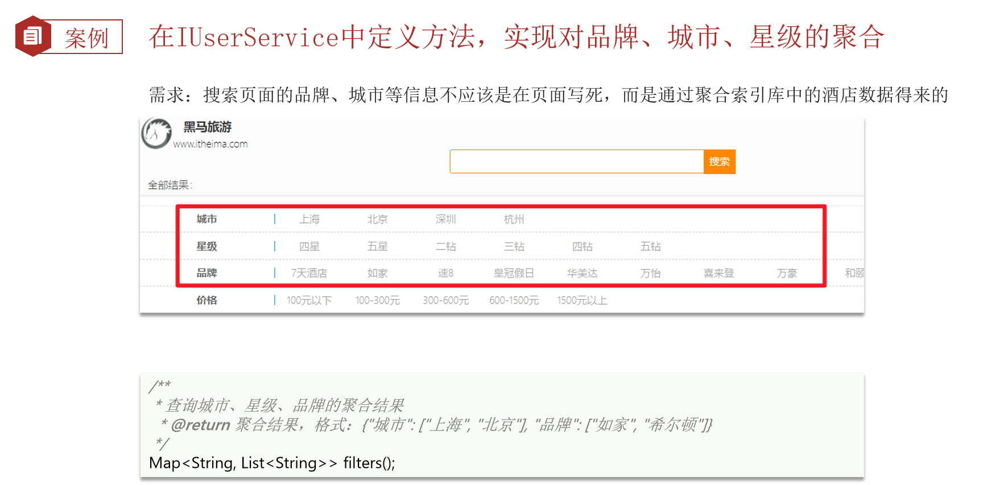 案例
在IUserService中定义方法，实现对品牌、城市、星级的聚合
需求：搜索页面的品牌、城市等信息不应该是在页面写死，而是通过聚合索引库中的酒店数据得来的
黑马旅游
www.itheima.com
搜索
全部结果：
城市 上海 北京 深圳 杭州
星级 四星 五星 二钻 三钻 四钻 五钻
品牌 7天酒店 如家 速8 皇冠假日 华美达 万怡 喜来登 万豪 和颐
价格 100元以下 100-300元 300-600元 600-1500元 1500元以上
/**
* 查询城市、星级、品牌的聚合结果
* @return 聚合结果，格式：{"城市": ["上海", "北京"], "品牌": ["如家", "希尔顿"]}
*/
Map<String, List<String>> filters();